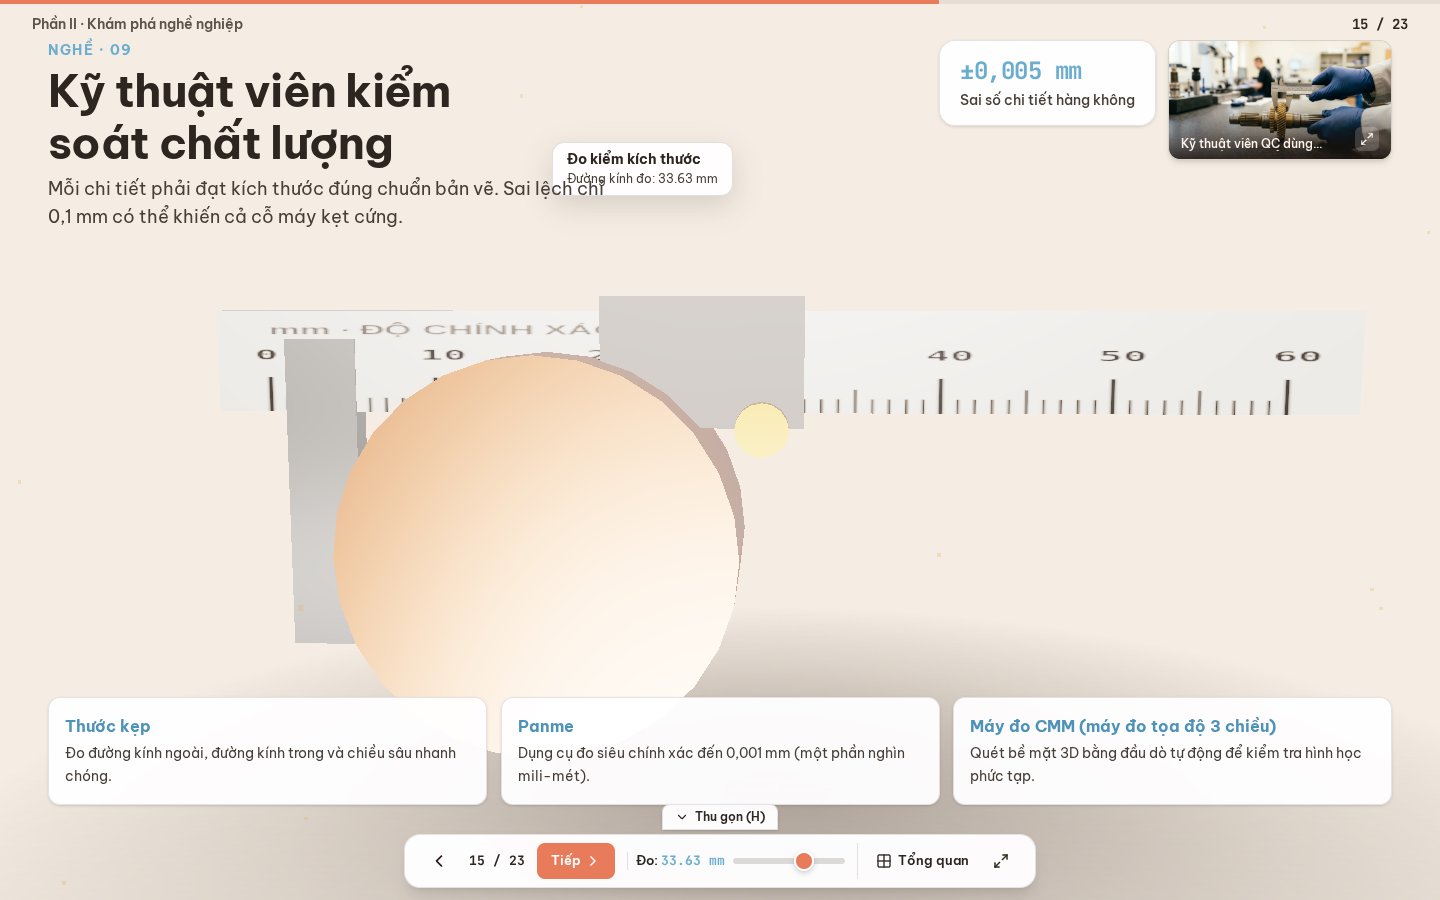 Phần II · Khám phá nghề nghiệp
15 / 23
NGHỀ · 09
Kỹ thuật viên kiểm
soát chất lượng
Mỗi chi tiết phải đạt kích thước đúng chuẩn bản vẽ. Sai lệch chỉ
0,1 mm có thể khiến cả cỗ máy kẹt cứng.
Đo kiểm kích thước
Đường kính đo: 33.63 mm
±0,005 mm
Sai số chi tiết hàng không
Kỹ thuật viên QC dùng...
mm · ĐỘ CHÍNH XÁC
0 10 2 40 50 60
Thước kẹp
Đo đường kính ngoài, đường kính trong và chiều sâu nhanh
chóng.
Panme
Dụng cụ đo siêu chính xác đến 0,001 mm (một phần nghìn
mili-mét).
Máy đo CMM (máy đo tọa độ 3 chiều)
Quét bề mặt 3D bằng đầu dò tự động để kiểm tra hình học
phức tạp.
Thu gọn (H)
15 / 23
Tiếp
Đo: 33.63 mm
Tổng quan